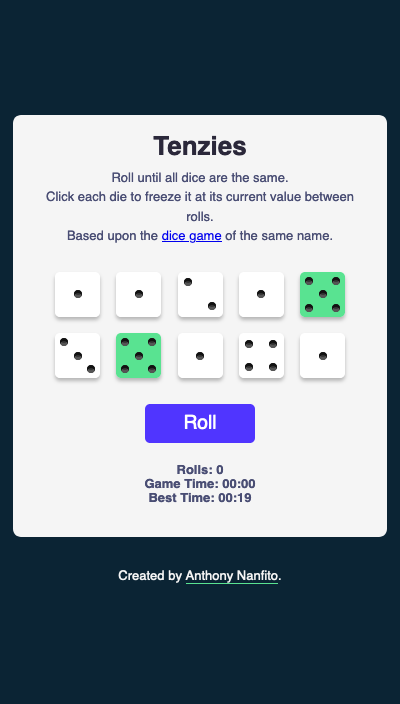 Tenzies
Roll until all dice are the same.
Click each die to freeze it at its current value between
rolls.
Based upon the dice game of the same name.
Roll
Rolls: 0
Game Time: 00:00
Best Time: 00:19
Created by Anthony Nanfito.